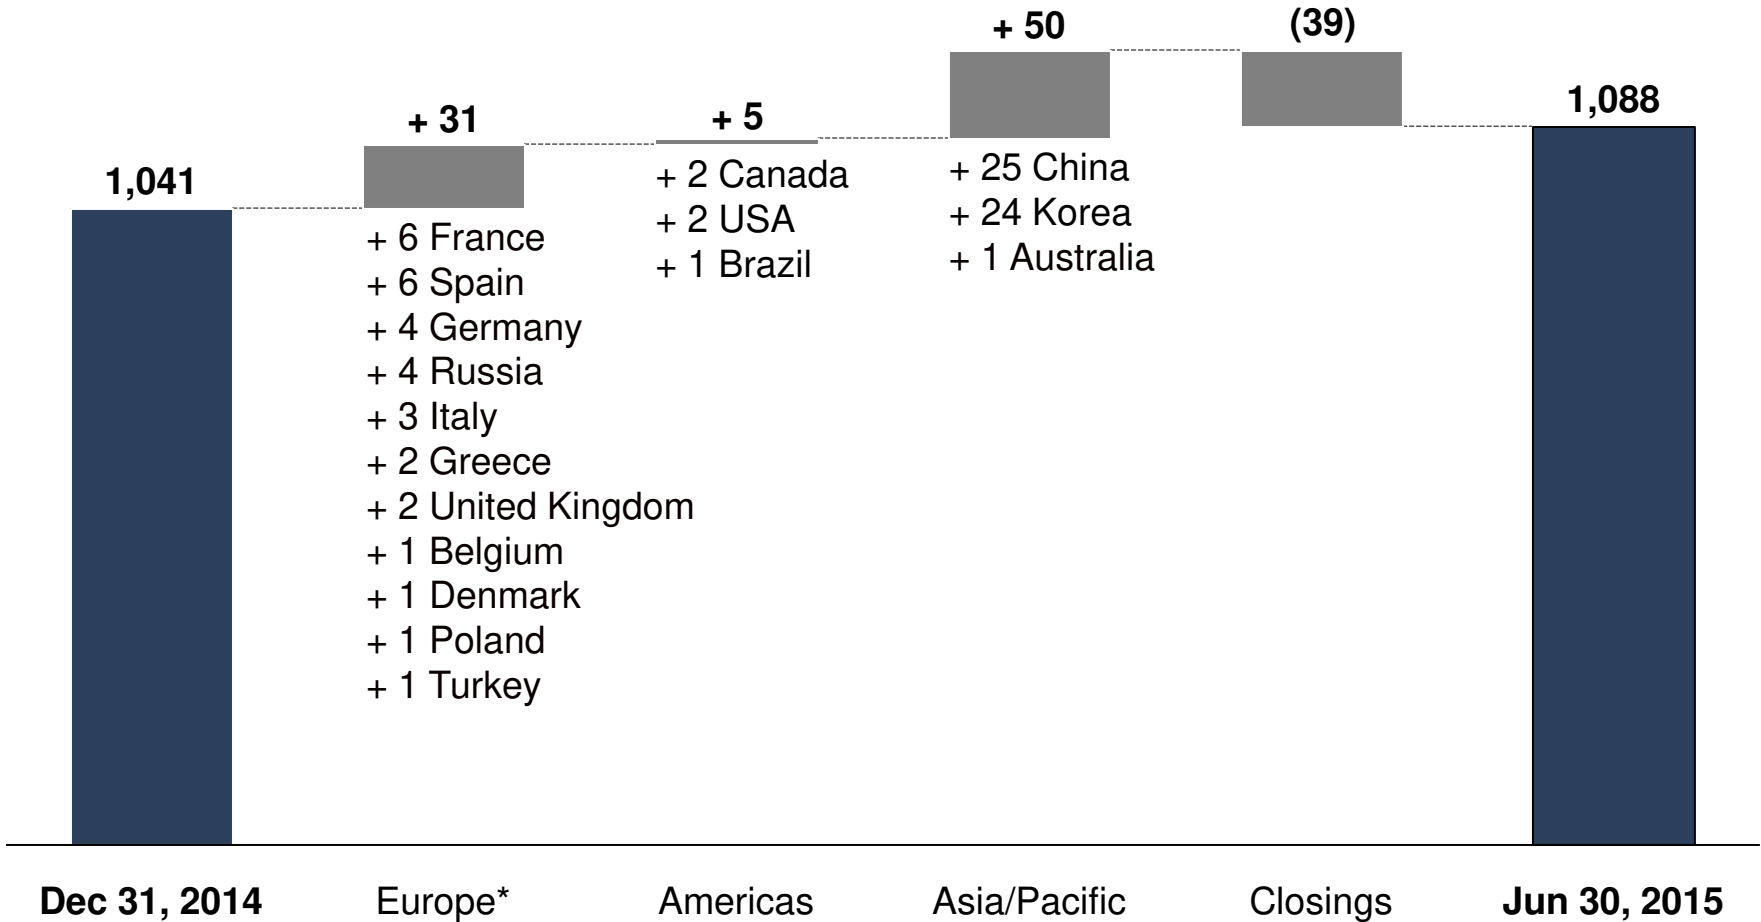 1,041
+ 31
+ 6 France
+ 6 Spain
+ 4 Germany
+ 4 Russia
+ 3 Italy
+ 2 Greece
+ 2 United Kingdom
+ 1 Belgium
+ 1 Denmark
+ 1 Poland
+ 1 Turkey
+ 5
+ 2 Canada
+ 2 USA
+ 1 Brazil
+ 50
+ 25 China
+ 24 Korea
+ 1 Australia
(39)
1,088
Dec 31, 2014
Europe*
Americas
Asia/Pacific
Closings
Jun 30, 2015